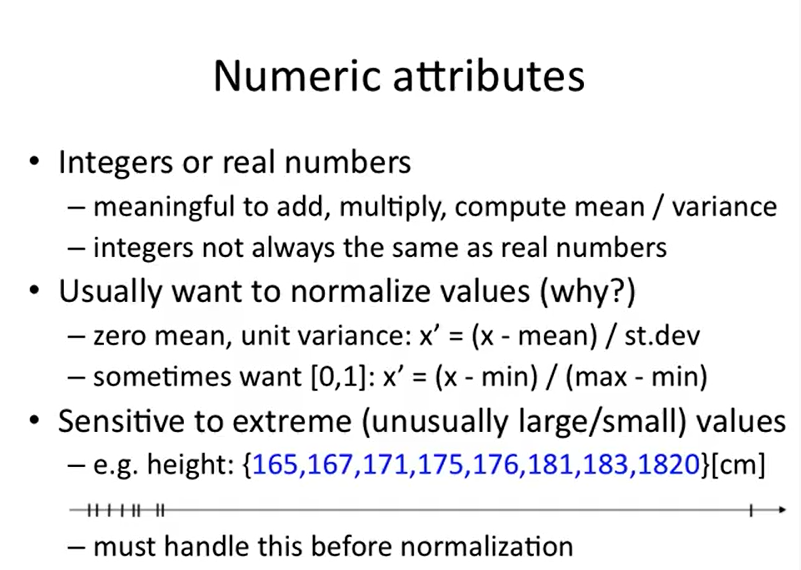 Numeric attributes
• Integers or real numbers
– meaningful to add, multiply, compute mean / variance
– integers not always the same as real numbers
• Usually want to normalize values (why?)
– zero mean, unit variance: x′ = (x - mean) / st.dev
– sometimes want [0,1]: x′ = (x - min) / (max - min)
• Sensitive to extreme (unusually large/small) values
– e.g. height: {165,167,171,175,176,181,183,1820}[cm]
– must handle this before normalization